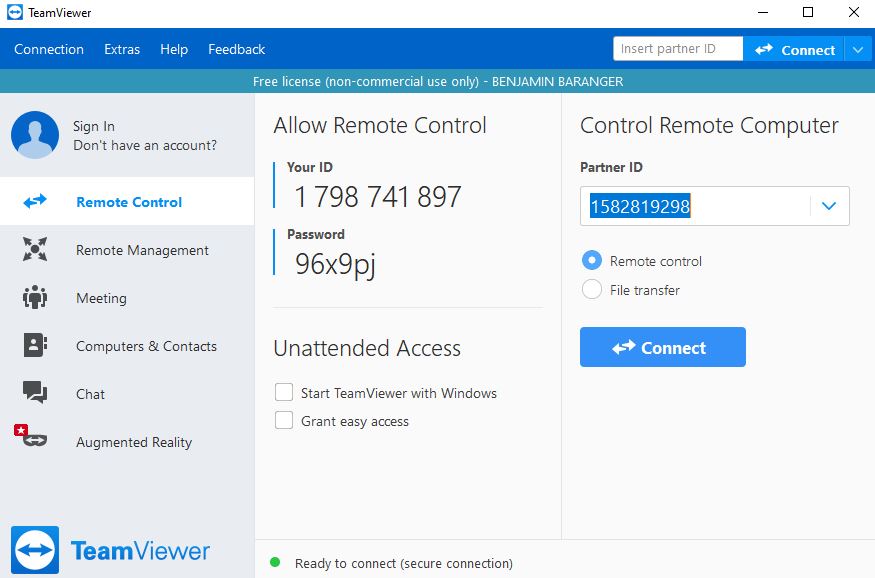 TeamViewer
Connection Extras Help Feedback
Insert partner ID
Connect
Free license (non-commercial use only) - BENJAMIN BARANGER
Sign In
Don't have an account?
Remote Control
Remote Management
Meeting
Computers & Contacts
Chat
Augmented Reality
TeamViewer
Allow Remote Control
Your ID
1 798 741 897
Password
96x9pj
Unattended Access
Start TeamViewer with Windows
Grant easy access
Control Remote Computer
Partner ID
1582819298
Remote control
File transfer
Connect
Ready to connect (secure connection)